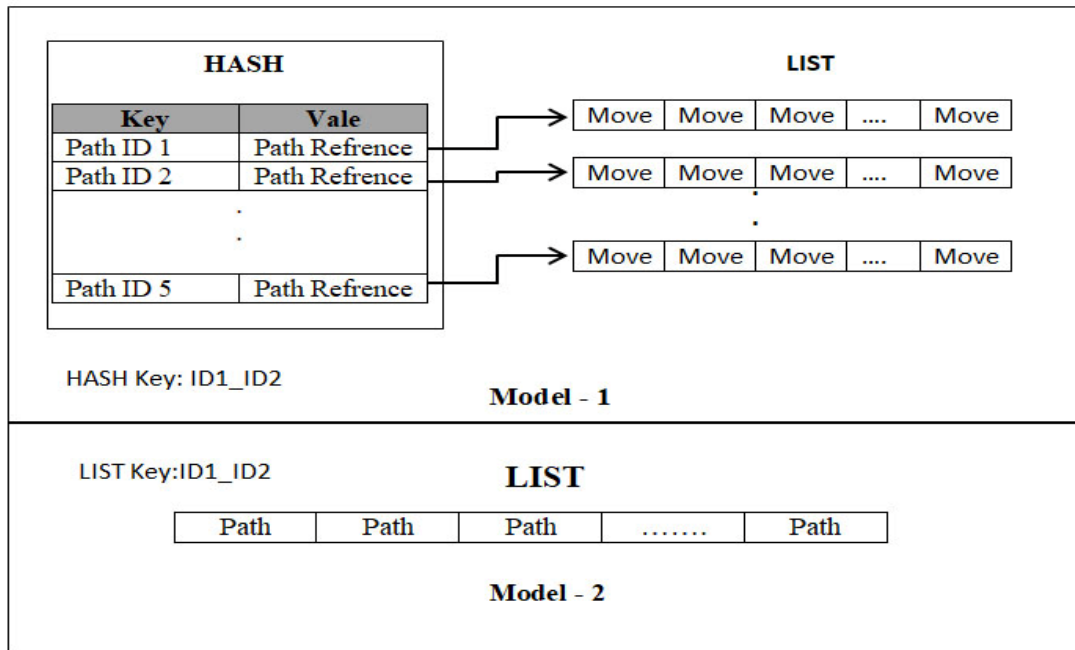 HASH
LIST
Key Vale
Move Move Move .... Move
Path ID 1 Path Refrence
Path ID 2 Path Refrence
Move Move Move .... Move
.
.
.
.
Move Move Move .... Move
Path ID 5 Path Refrence
HASH Key: ID1_ID2
Model - 1
LIST Key:ID1_ID2
LIST
Path Path Path ....... Path
Model - 2